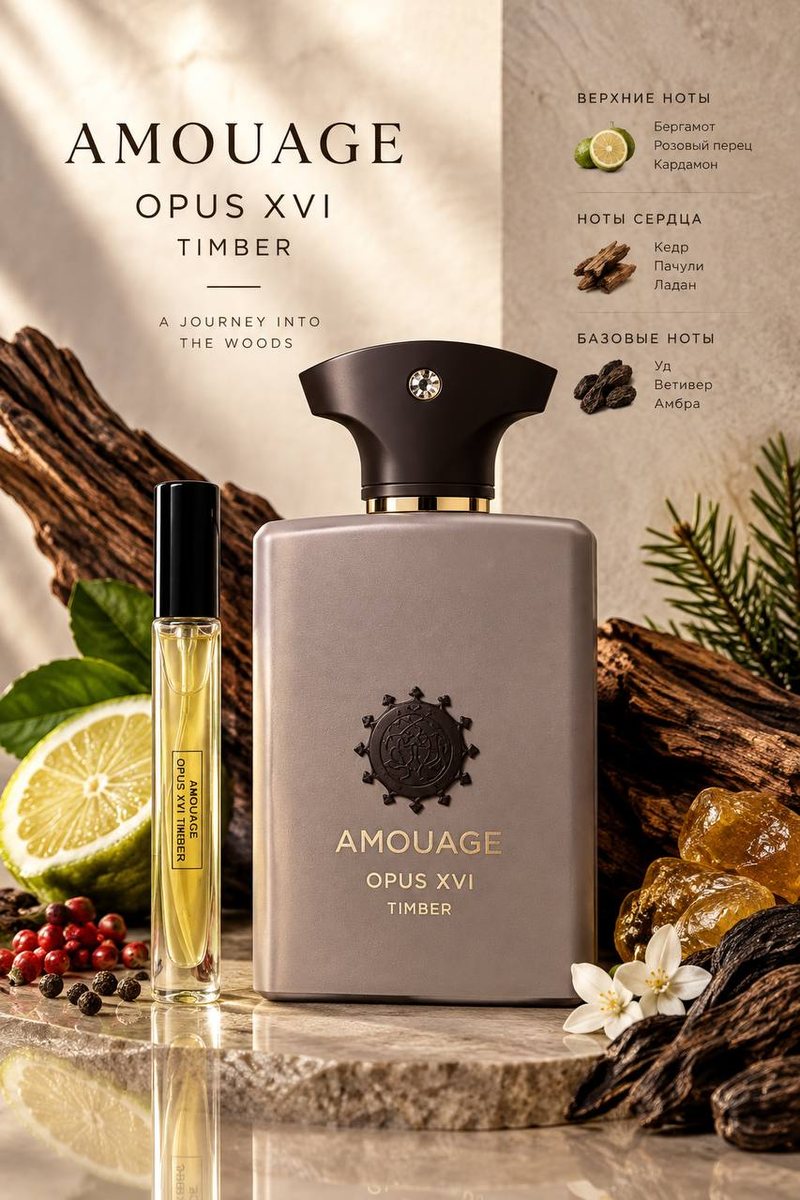 AMOUAGE
OPUS XVI
TIMBER
A JOURNEY INTO
THE WOODS
ВЕРХНИЕ НОТЫ
Бергамот
Розовый перец
Кардамон
НОТЫ СЕРДЦА
Кедр
Пачули
Ладан
БАЗОВЫЕ НОТЫ
Уд
Ветивер
Амбра
AMOUAGE
OPUS XVI TIMBER
AMOUAGE
OPUS XVI
TIMBER